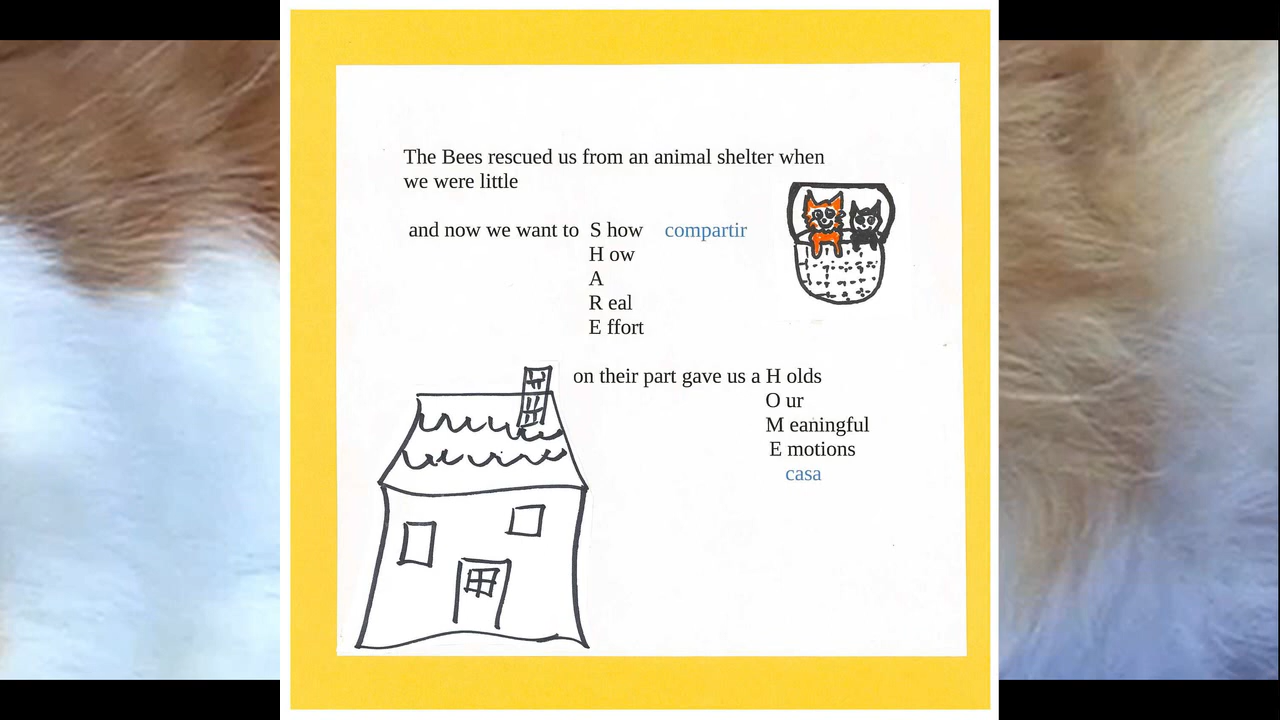 The Bees rescued us from an animal shelter when
we were little
and now we want to S how compartir
H ow
A
R eal
E ffort
on their part gave us a H olds
O ur
M eaningful
E motions
casa